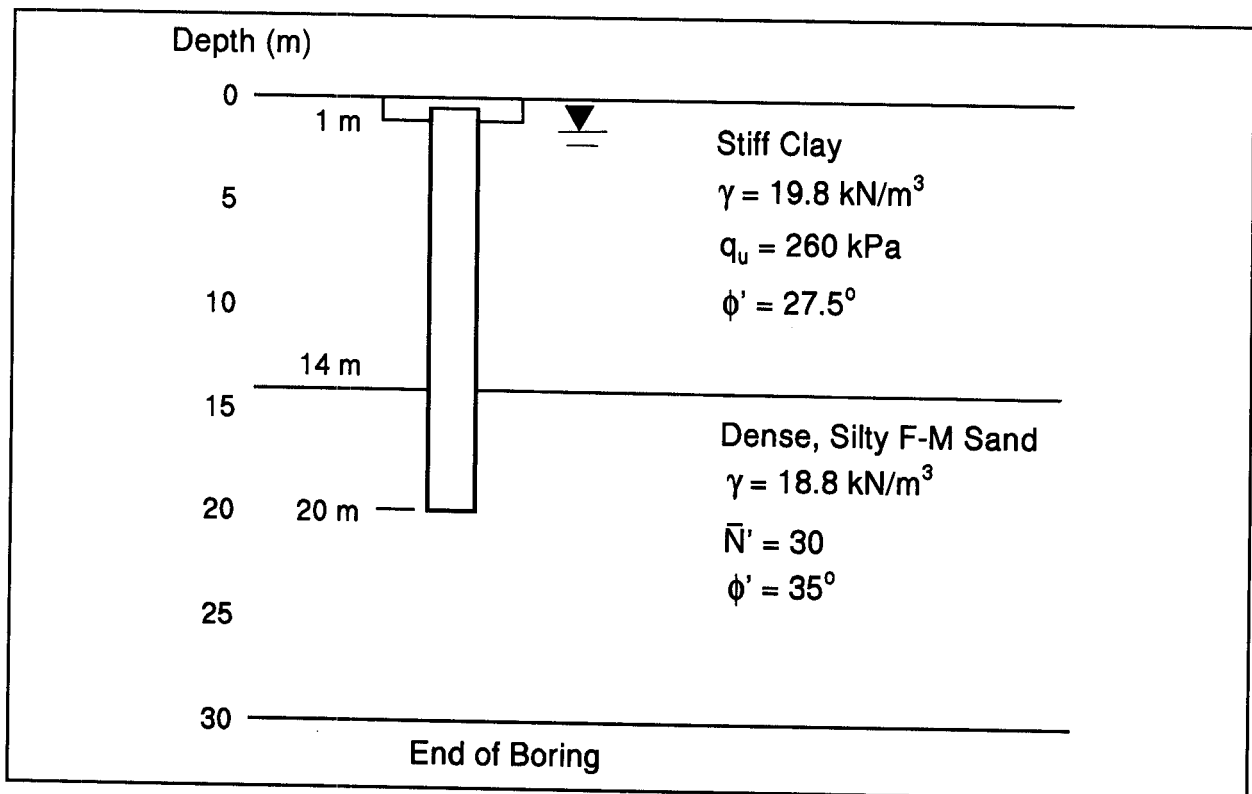 Depth (m)
0
1 m
Stiff Clay
5
γ = 19.8 kN/m³
qᵤ = 260 kPa
10
ϕ' = 27.5°
14 m
15
Dense, Silty F-M Sand
γ = 18.8 kN/m³
20
20 m
N̄' = 30
ϕ' = 35°
25
30
End of Boring